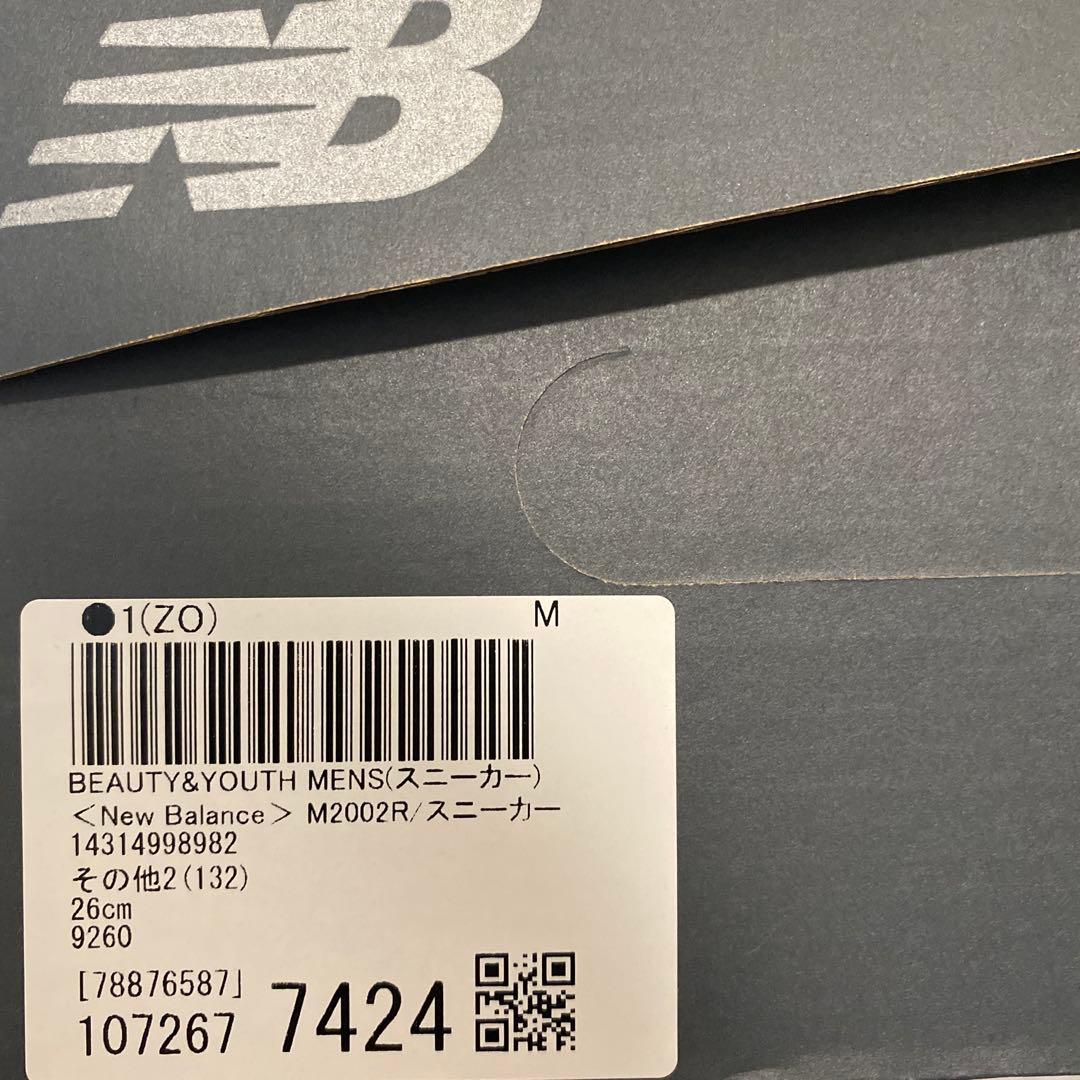 NB
●1(ZO) M
BEAUTY&YOUTH MENS(スニーカー)
＜New Balance＞ M2002R/スニーカー
14314998982
その他2(132)
26cm
9260
[78876587]
107267 7424